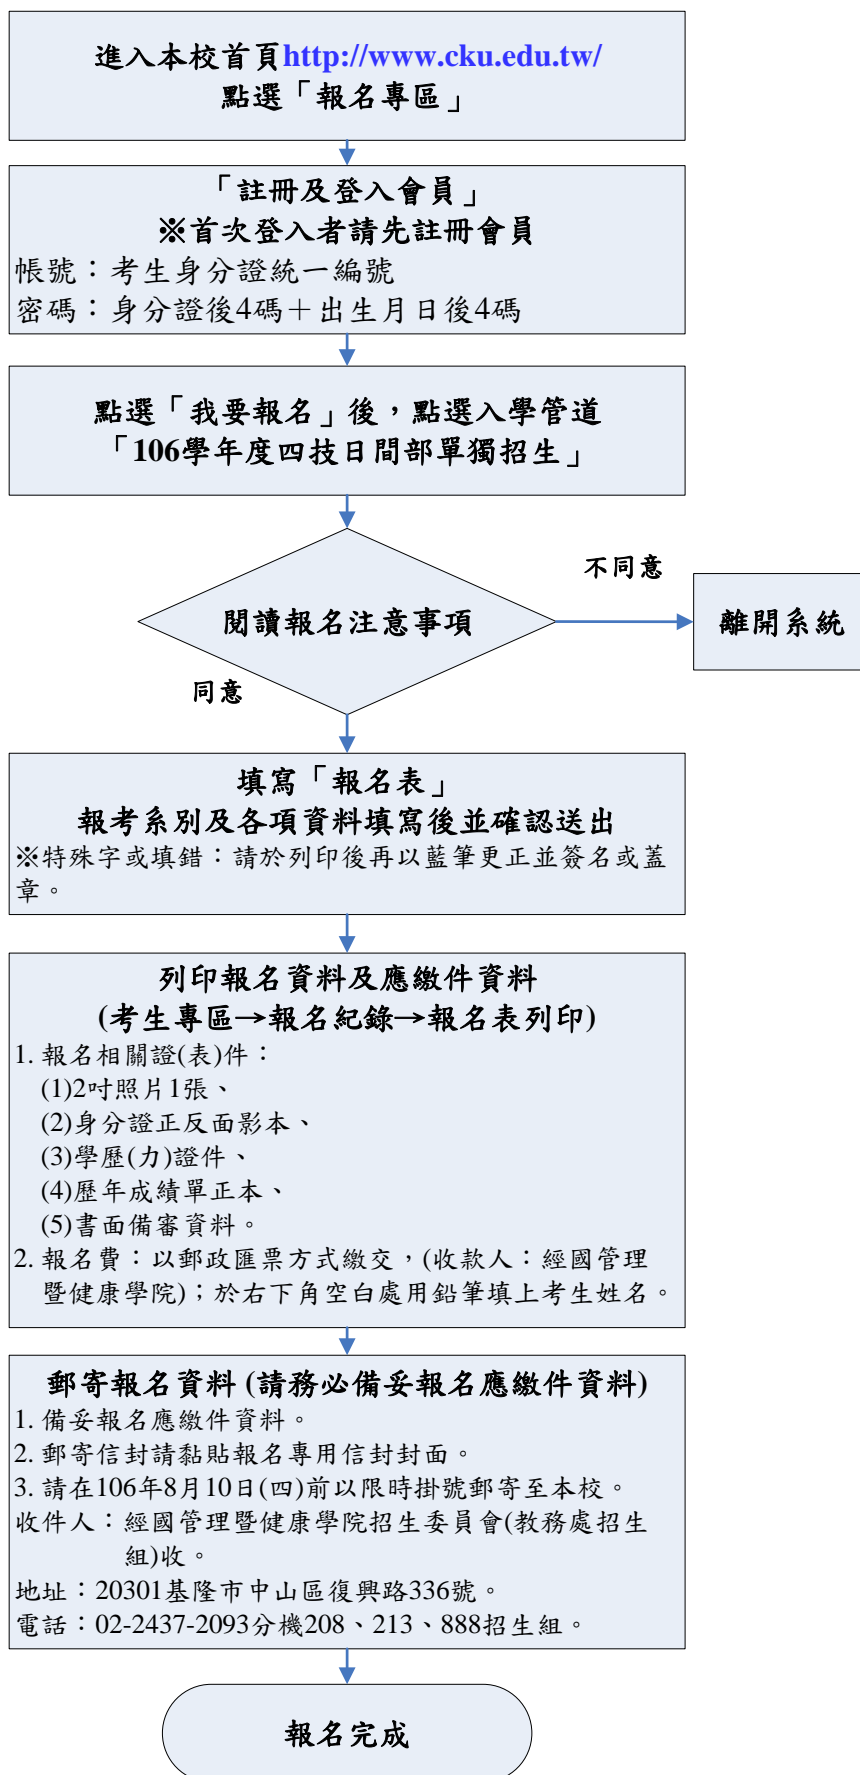 進入本校首頁http://www.cku.edu.tw/
點選「報名專區」
「註冊及登入會員」
※首次登入者請先註冊會員
帳號：考生身分證統一編號
密碼：身分證後4碼＋出生月日後4碼
點選「我要報名」後，點選入學管道
「106學年度四技日間部單獨招生」
不同意
閱讀報名注意事項
離開系統
同意
填寫「報名表」
報考系別及各項資料填寫後並確認送出
※特殊字或填錯：請於列印後再以藍筆更正並簽名或蓋
章。
列印報名資料及應繳件資料
(考生專區→報名紀錄→報名表列印)
1. 報名相關證(表)件：
(1)2吋照片1張、
(2)身分證正反面影本、
(3)學歷(力)證件、
(4)歷年成績單正本、
(5)書面備審資料。
2. 報名費：以郵政匯票方式繳交，(收款人：經國管理
暨健康學院)；於右下角空白處用鉛筆填上考生姓名。
郵寄報名資料 (請務必備妥報名應繳件資料)
1. 備妥報名應繳件資料。
2. 郵寄信封請黏貼報名專用信封封面。
3. 請在106年8月10日(四)前以限時掛號郵寄至本校。
收件人：經國管理暨健康學院招生委員會(教務處招生
組)收。
地址：20301基隆市中山區復興路336號。
電話：02-2437-2093分機208、213、888招生組。
報名完成